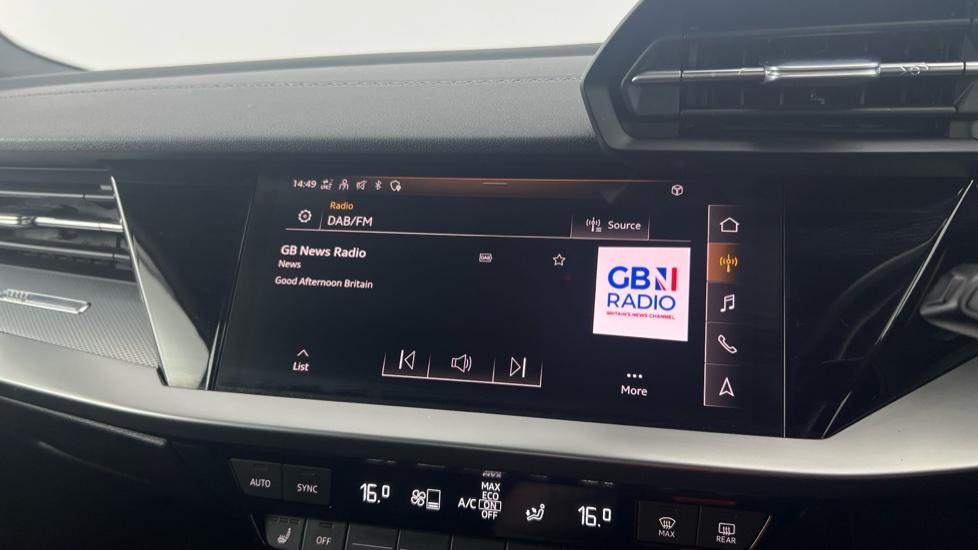 14:49
Radio
DAB/FM
Source
GB News Radio
DAB
News
Good Afternoon Britain
GBN
RADIO
BRITAIN'S NEWS CHANNEL
List
More
AUTO
SYNC
16.0
A/C
MAX
ECO
ON
OFF
16.0
MAX
REAR
OFF